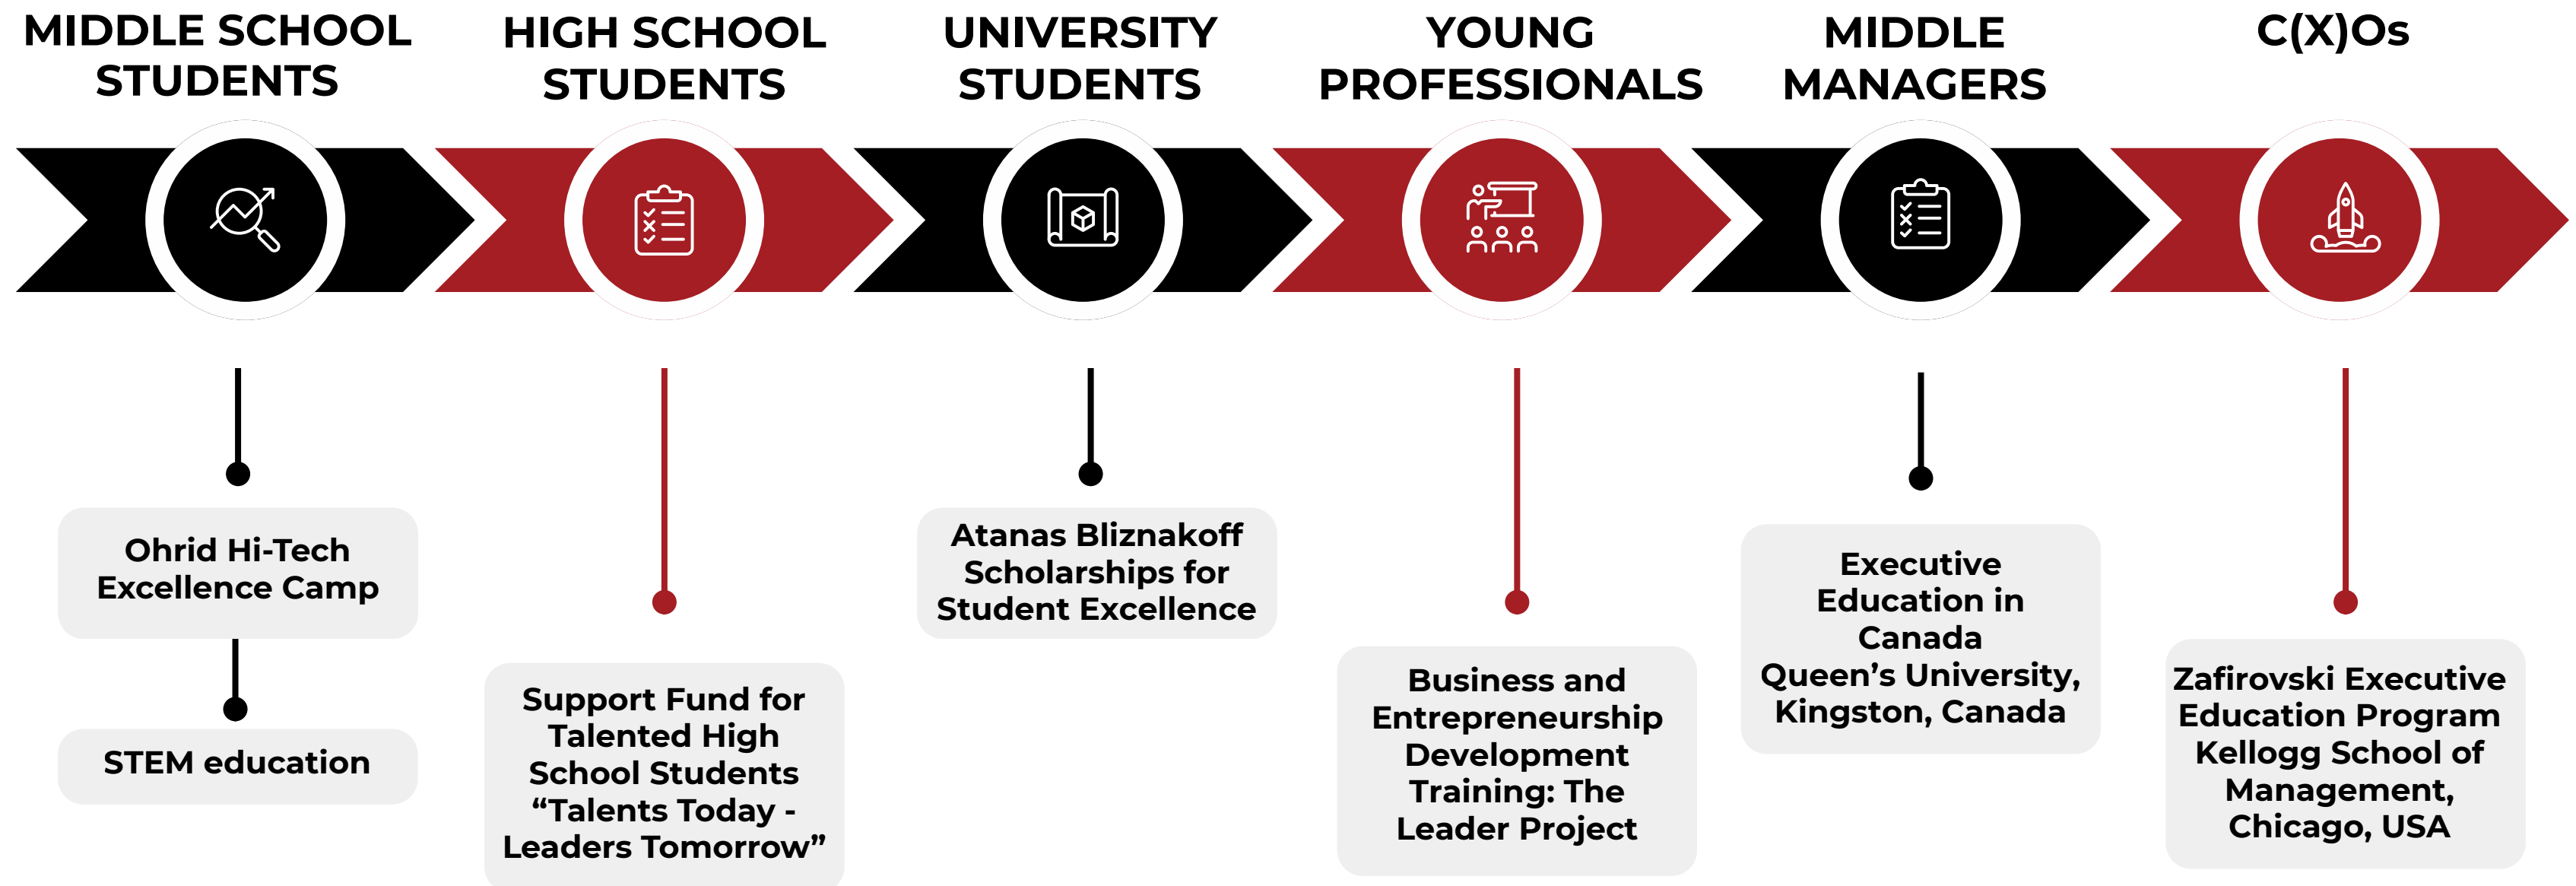 MIDDLE SCHOOL
STUDENTS
HIGH SCHOOL
STUDENTS
UNIVERSITY
STUDENTS
YOUNG
PROFESSIONALS
MIDDLE
MANAGERS
C(X)Os
Ohrid Hi-Tech
Excellence Camp
STEM education
Support Fund for
Talented High
School Students
“Talents Today -
Leaders Tomorrow”
Atanas Bliznakoff
Scholarships for
Student Excellence
Business and
Entrepreneurship
Development
Training: The
Leader Project
Executive
Education in
Canada
Queen’s University,
Kingston, Canada
Zafirovski Executive
Education Program
Kellogg School of
Management,
Chicago, USA